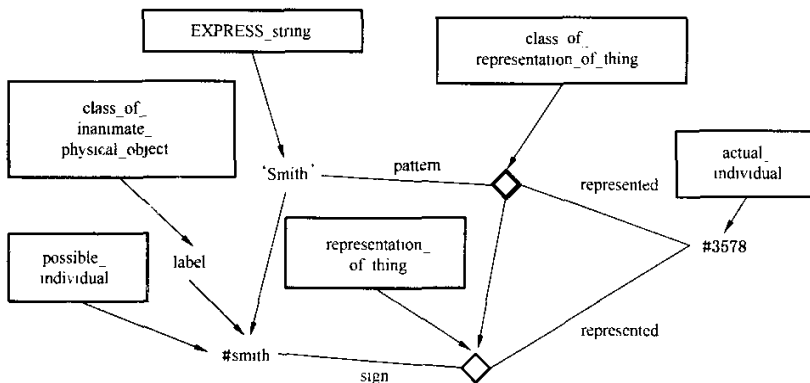 EXPRESS_string
class_of_
representation_of_thing
class_of_
inanimate_
physical_object
actual_
individual
'Smith'
pattern
represented
#3578
representation_
of_thing
possible_
individual
label
represented
#smith
sign